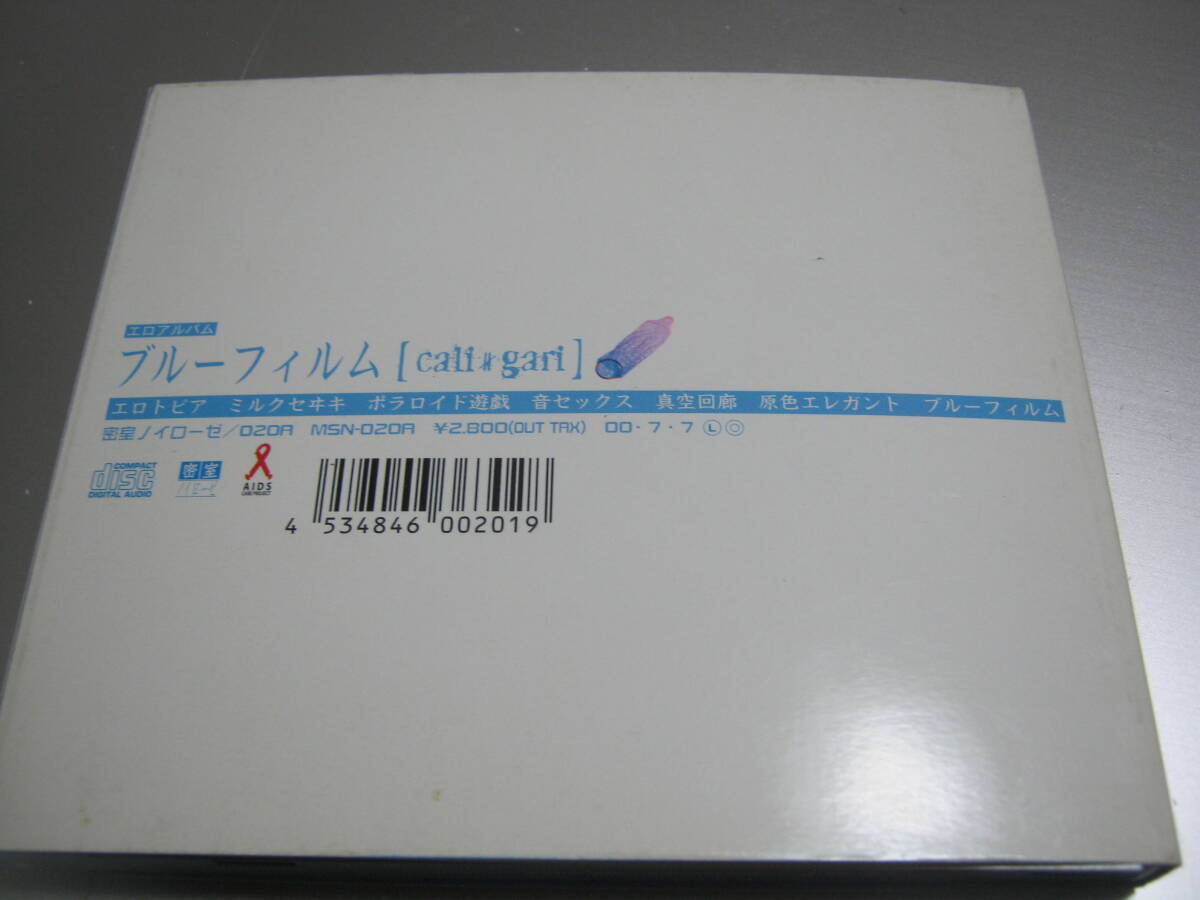 エロアルバム
ブルーフィルム [cali≠gari]
エロトピア ミルクセヰキ ポラロイド遊戯 音セックス 真空回廊 原色エレガント ブルーフィルム
密室ノイローゼ/020A MSN-020A ¥2.800(OUT TAX) 00・7・7 Ⓛ◎
COMPACT
disc
DIGITAL AUDIO
密室
AIDS
CARE PROJECT
4 534846 002019